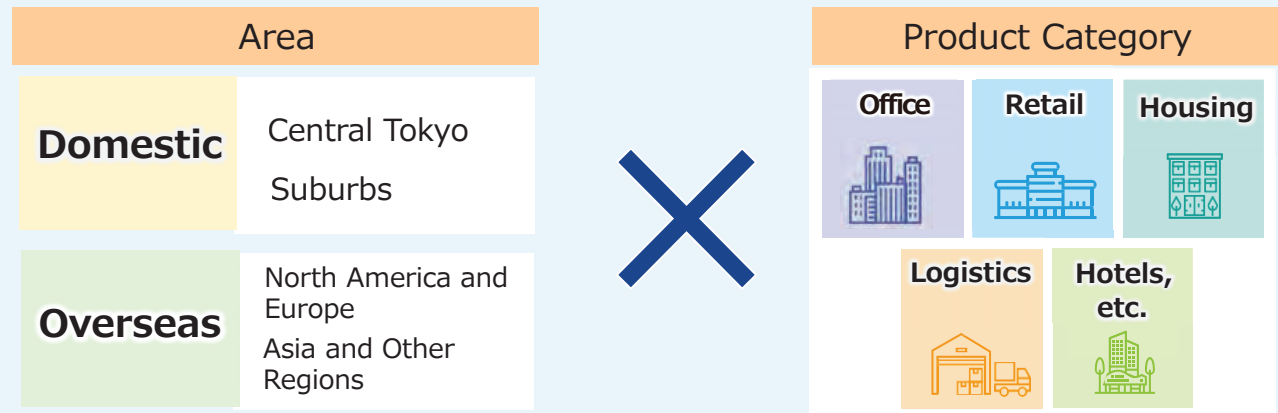 Area
Domestic
Central Tokyo
Suburbs
Overseas
North America and
Europe
Asia and Other
Regions
Product Category
Office
Retail
Housing
Logistics
Hotels,
etc.